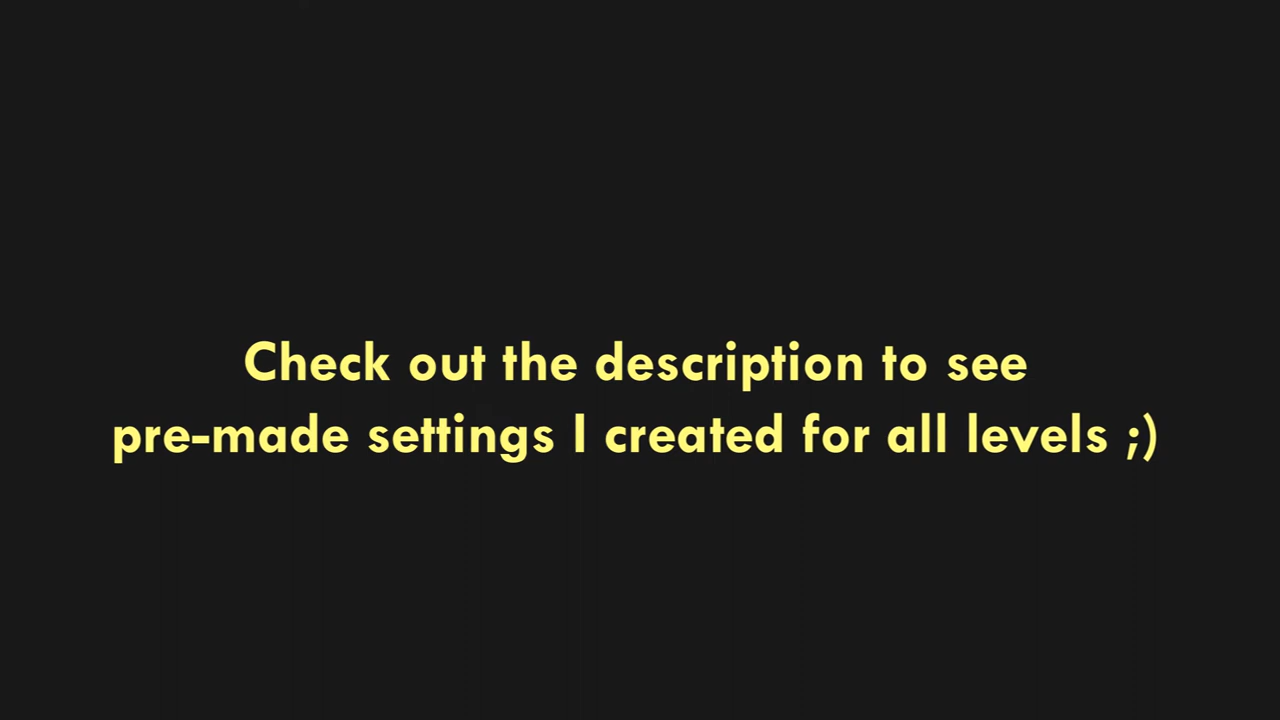 Check out the description to see
pre-made settings I created for all levels ;)